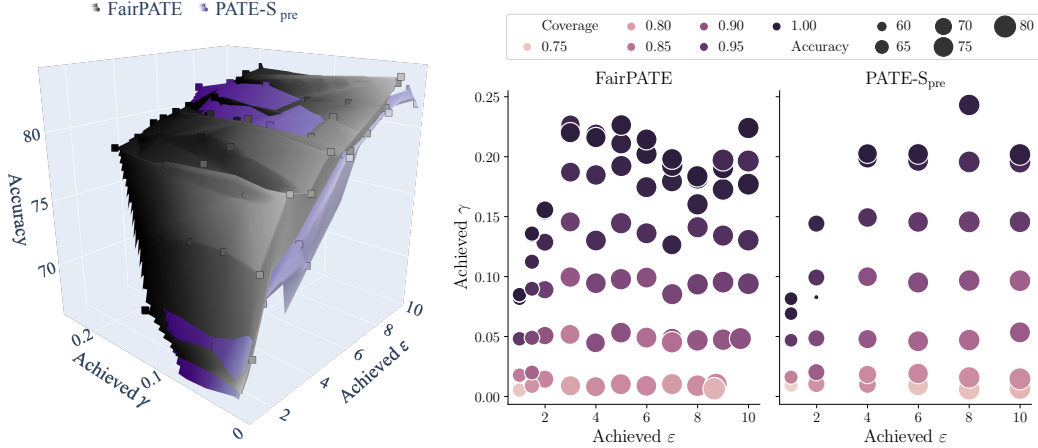 FairPATE PATE-S pre
80
75
70
Accuracy
0.2
0.1
0
Achieved γ
2
4
6
8
10
Achieved ε
Coverage 0.80 0.90 1.00 60 70 80
0.75 0.85 0.95 Accuracy 65 75
FairPATE PATE-Spre
0.25
0.20
0.15
0.10
0.05
0.00
Achieved γ
2 4 6 8 10 2 4 6 8 10
Achieved ε Achieved ε